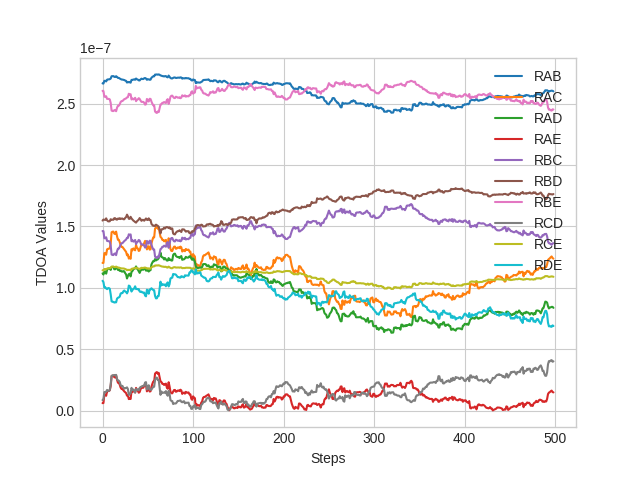 1e−7
TDOA Values
2.5
2.0
1.5
1.0
0.5
0.0
0
100
200
300
400
500
Steps
RAB
RAC
RAD
RAE
RBC
RBD
RBE
RCD
RCE
RDE